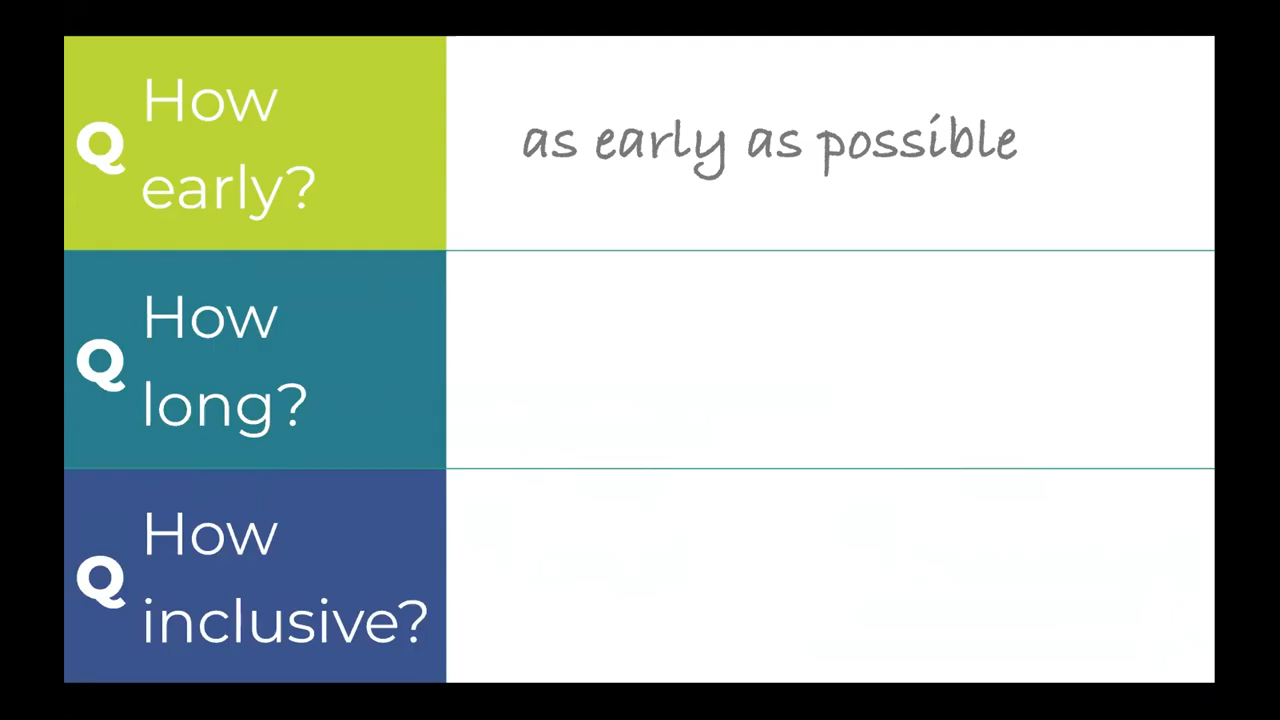 Q How
early?
as early as possible
Q How
long?
Q How
inclusive?